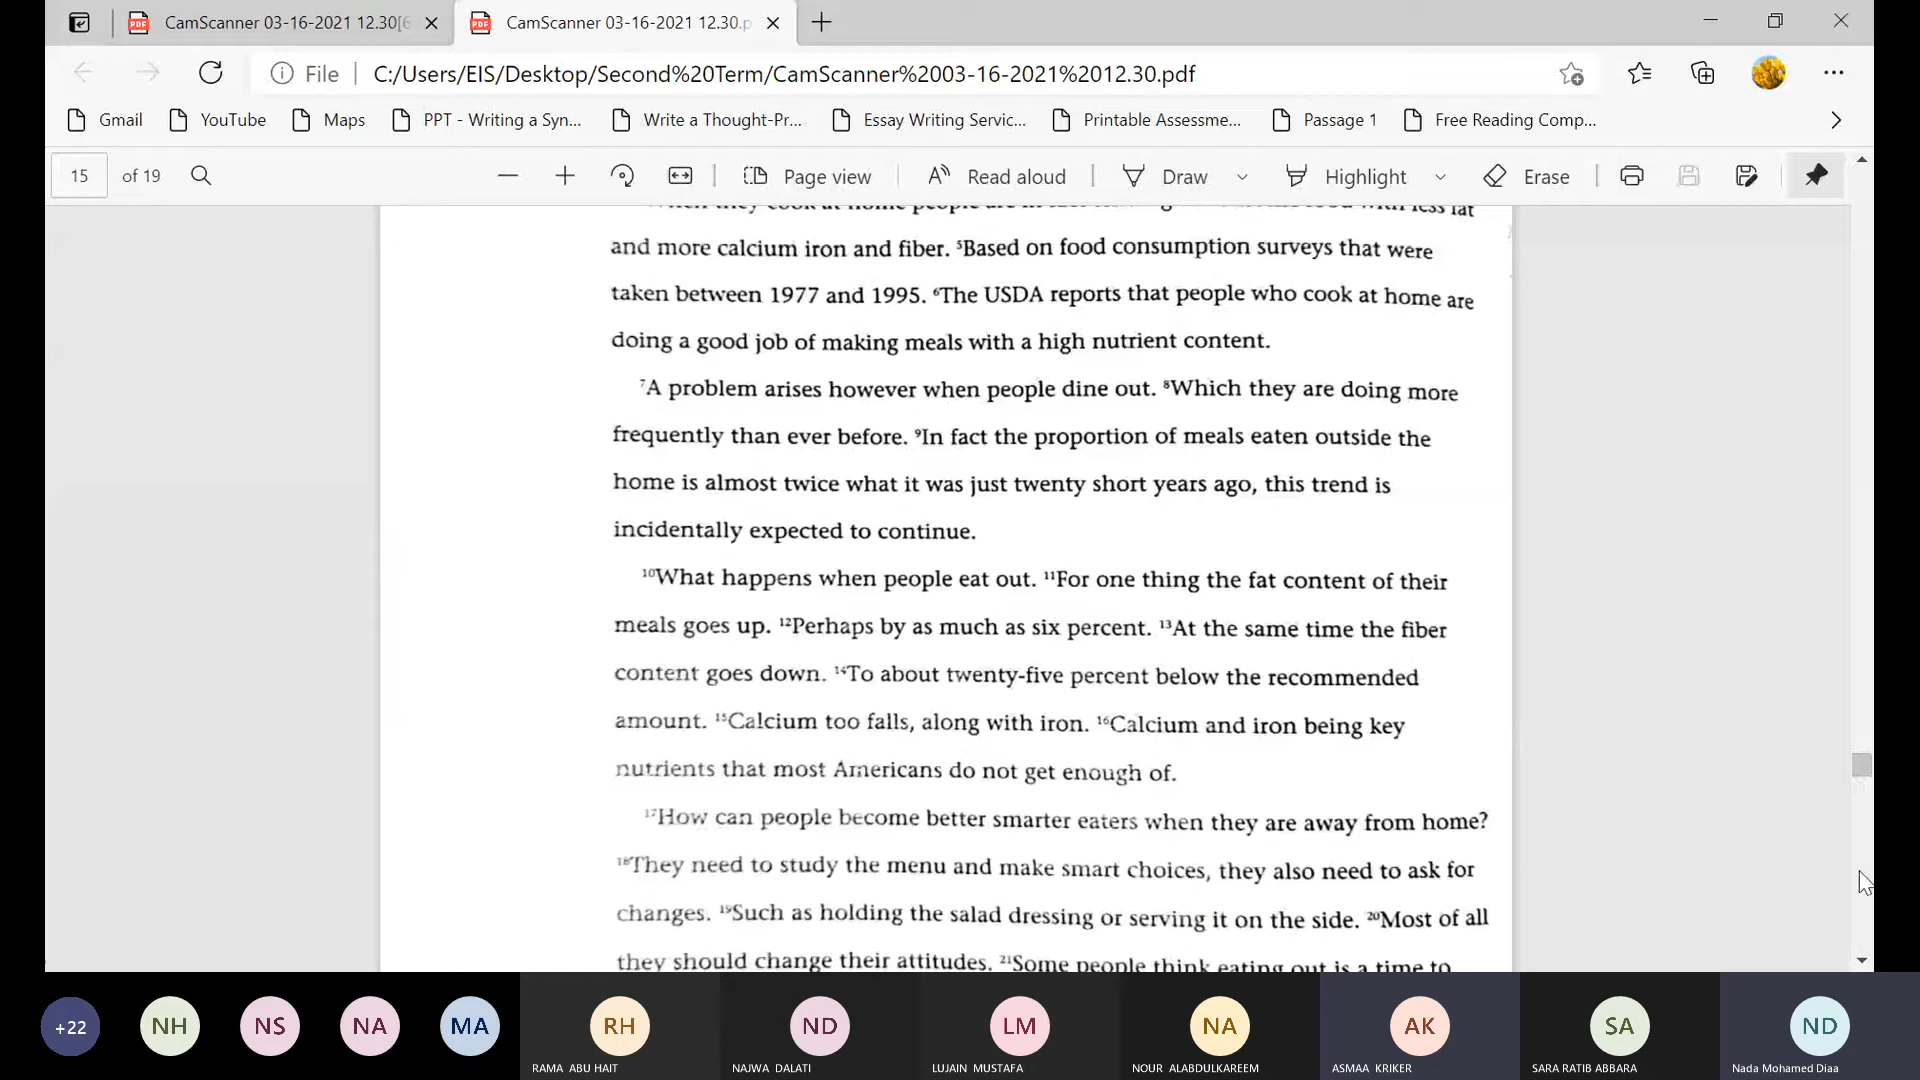 CamScanner 03-16-2021 12.30[6
CamScanner 03-16-2021 12.30.p
File
C:/Users/EIS/Desktop/Second%20Term/CamScanner%2003-16-2021%2012.30.pdf
Gmail YouTube Maps PPT - Writing a Syn... Write a Thought-Pr... Essay Writing Servic... Printable Assessme... Passage 1 Free Reading Comp...
15 of 19 Page view Read aloud Draw Highlight Erase
and more calcium iron and fiber. ⁵Based on food consumption surveys that were
taken between 1977 and 1995. ⁶The USDA reports that people who cook at home are
doing a good job of making meals with a high nutrient content.
⁷A problem arises however when people dine out. ⁸Which they are doing more
frequently than ever before. ⁹In fact the proportion of meals eaten outside the
home is almost twice what it was just twenty short years ago, this trend is
incidentally expected to continue.
¹⁰What happens when people eat out. ¹¹For one thing the fat content of their
meals goes up. ¹²Perhaps by as much as six percent. ¹³At the same time the fiber
content goes down. ¹⁴To about twenty-five percent below the recommended
amount. ¹⁵Calcium too falls, along with iron. ¹⁶Calcium and iron being key
nutrients that most Americans do not get enough of.
¹⁷How can people become better smarter eaters when they are away from home?
¹⁸They need to study the menu and make smart choices, they also need to ask for
changes. ¹⁹Such as holding the salad dressing or serving it on the side. ²⁰Most of all
they should change their attitudes. ²¹Some people think eating out is a time to
+22 NH NS NA MA RH ND LM NA AK SA ND
RAMA ABU HAIT NAJWA DALATI LUJAIN MUSTAFA NOUR ALABDULKAREEM ASMAA KRIKER SARA RATIB ABBARA Nada Mohamed Diaa